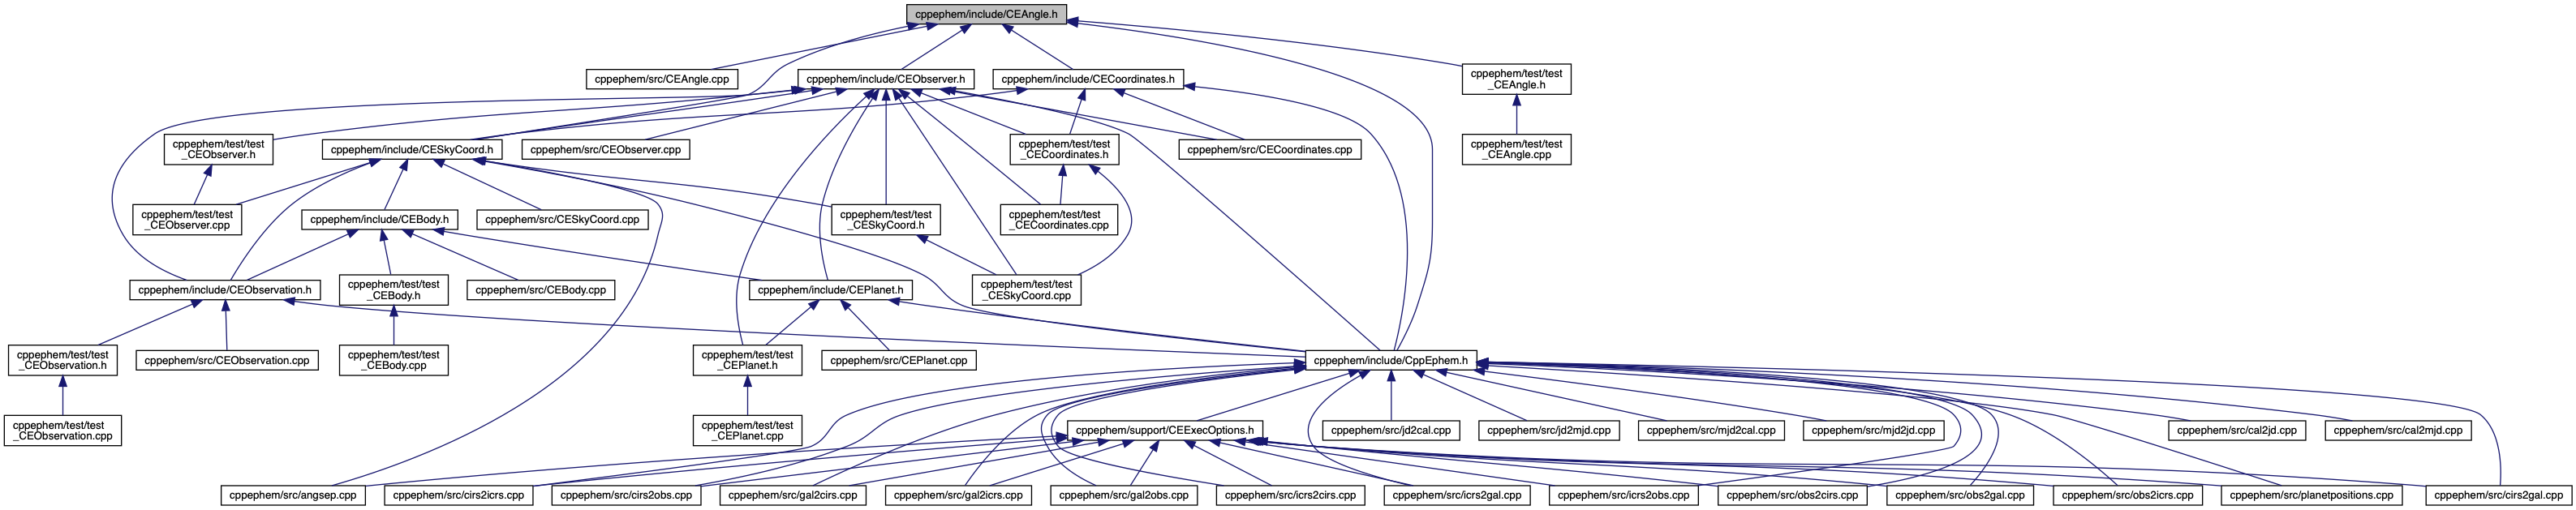 cppephem/include/CEAngle.h
cppephem/src/CEAngle.cpp
cppephem/include/CEObserver.h
cppephem/include/CECoordinates.h
cppephem/test/test
_CEAngle.h
cppephem/test/test
_CEObserver.h
cppephem/include/CESkyCoord.h
cppephem/src/CEObserver.cpp
cppephem/test/test
_CECoordinates.h
cppephem/src/CECoordinates.cpp
cppephem/test/test
_CEAngle.cpp
cppephem/test/test
_CEObserver.cpp
cppephem/include/CEBody.h
cppephem/src/CESkyCoord.cpp
cppephem/test/test
_CESkyCoord.h
cppephem/test/test
_CECoordinates.cpp
cppephem/include/CEObservation.h
cppephem/test/test
_CEBody.h
cppephem/src/CEBody.cpp
cppephem/include/CEPlanet.h
cppephem/test/test
_CESkyCoord.cpp
cppephem/test/test
_CEObservation.h
cppephem/src/CEObservation.cpp
cppephem/test/test
_CEBody.cpp
cppephem/test/test
_CEPlanet.h
cppephem/src/CEPlanet.cpp
cppephem/include/CppEphem.h
cppephem/test/test
_CEObservation.cpp
cppephem/test/test
_CEPlanet.cpp
cppephem/support/CEExecOptions.h
cppephem/src/jd2cal.cpp
cppephem/src/jd2mjd.cpp
cppephem/src/mjd2cal.cpp
cppephem/src/mjd2jd.cpp
cppephem/src/cal2jd.cpp
cppephem/src/cal2mjd.cpp
cppephem/src/angsep.cpp
cppephem/src/cirs2icrs.cpp
cppephem/src/cirs2obs.cpp
cppephem/src/gal2cirs.cpp
cppephem/src/gal2icrs.cpp
cppephem/src/gal2obs.cpp
cppephem/src/icrs2cirs.cpp
cppephem/src/icrs2gal.cpp
cppephem/src/icrs2obs.cpp
cppephem/src/obs2cirs.cpp
cppephem/src/obs2gal.cpp
cppephem/src/obs2icrs.cpp
cppephem/src/planetpositions.cpp
cppephem/src/cirs2gal.cpp